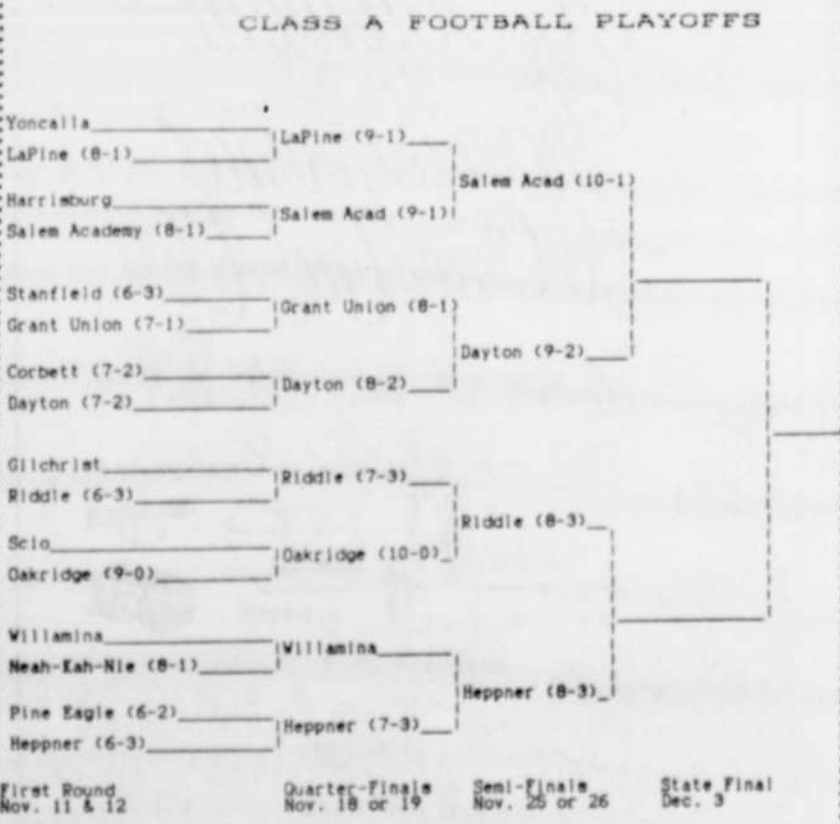 CLASS A FOOTBALL PLAYOFFS
Yoncalla
LaPine (8-1)
LaPine (9-1)
Salem Acad (10-1)
Harrisburg
Salem Academy (8-1)
Salem Acad (9-1)
Stanfield (6-3)
Grant Union (7-1)
Grant Union (8-1)
Dayton (9-2)
Corbett (7-2)
Dayton (7-2)
Dayton (8-2)
Gilchrist
Riddle (6-3)
Riddle (7-3)
Riddle (8-3)
Scio
Oakridge (9-0)
Oakridge (10-0)
Willamina
Neah-Kah-Nie (8-1)
Willamina
Heppner (8-3)
Pine Eagle (6-2)
Heppner (6-3)
Heppner (7-3)
First Round
Nov. 11 & 12
Quarter-Finals
Nov. 18 or 19
Semi-Finals
Nov. 25 or 26
State Final
Dec. 3